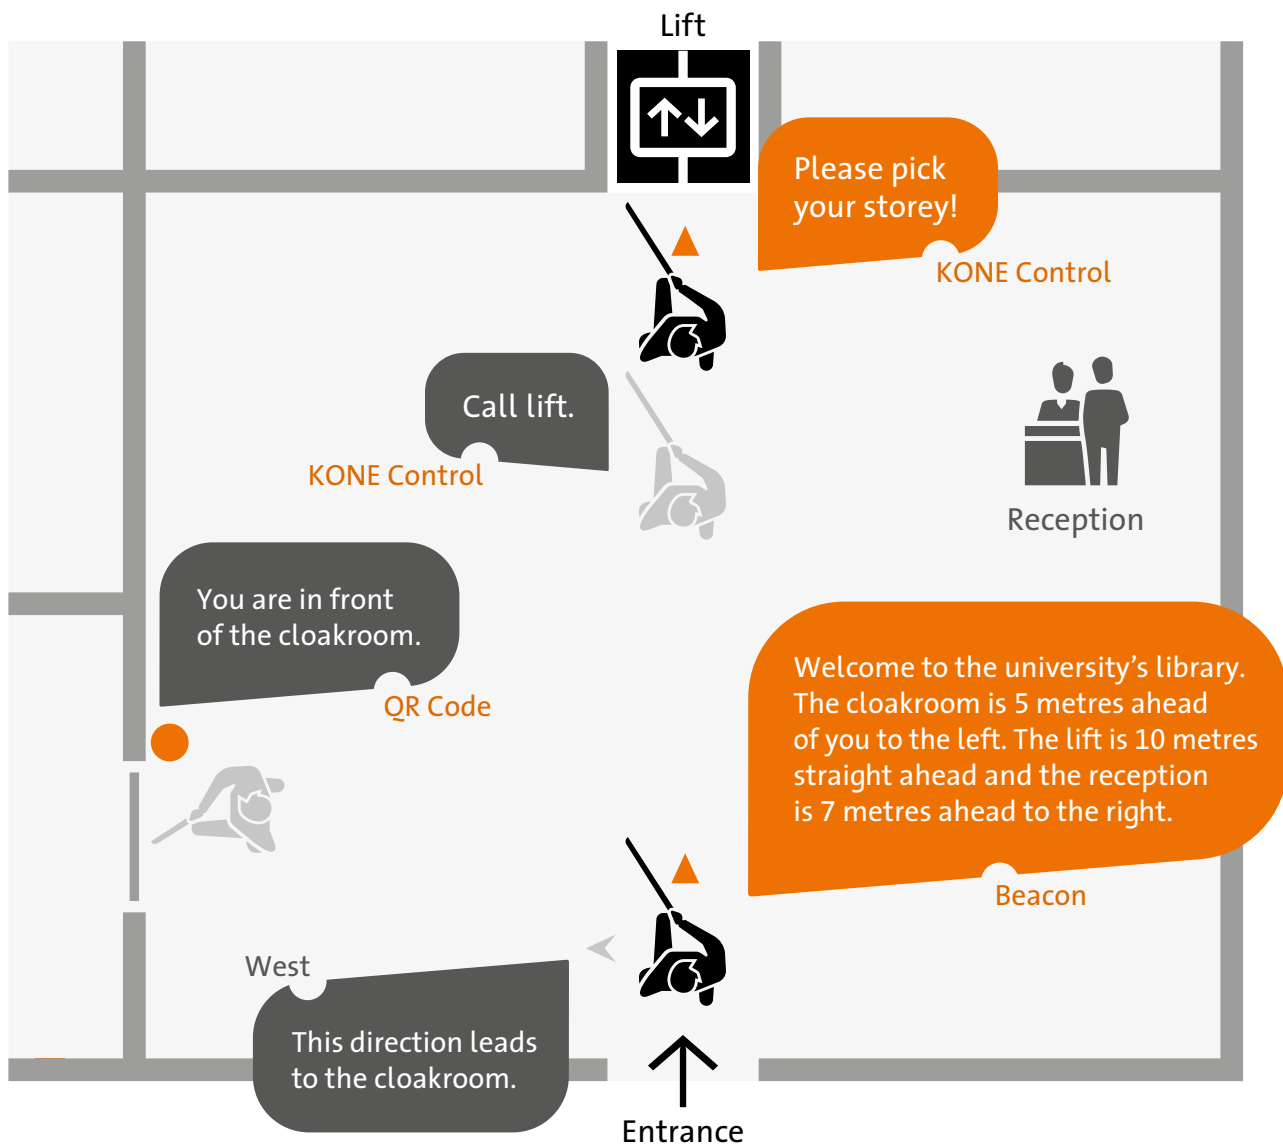 Lift
Please pick
your storey!
KONE Control
Call lift.
KONE Control
Reception
You are in front
of the cloakroom.
QR Code
Welcome to the university's library.
The cloakroom is 5 metres ahead
of you to the left. The lift is 10 metres
straight ahead and the reception
is 7 metres ahead to the right.
Beacon
West
This direction leads
to the cloakroom.
Entrance